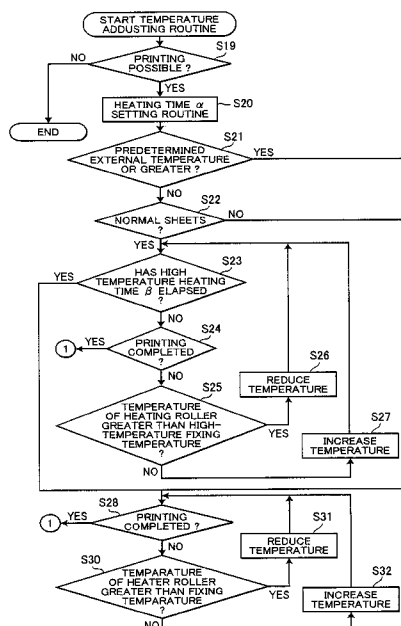 START TEMPERATURE
ADDUSTING ROUTINE
S19
NO
PRINTING
POSSIBLE ?
YES
END
HEATING TIME α
SETTING ROUTINE
S20
S21
PREDETERMINED
EXTERNAL TEMPERATURE
OR GREATER ?
YES
NO
S22
NORMAL SHEETS
?
NO
YES
S23
YES
HAS HIGH
TEMPERATURE HEATING
TIME β ELAPSED
?
NO
S24
1
YES
PRINTING
COMPLETED
?
NO
S25
TEMPERATURE
OF HEATING ROLLER
GREATER THAN HIGH-
TEMPERATURE FIXING
TEMPERATURE
?
YES
NO
S26
REDUCE
TEMPERATURE
S27
INCREASE
TEMPERATURE
S28
1
YES
PRINTING
COMPLETED ?
NO
S30
TEMPARATURE
OF HEATER ROLLER
GREATER THAN FIXING
TEMPARATURE
?
YES
NO
S31
REDUCE
TEMPERATURE
S32
INCREASE
TEMPERATURE